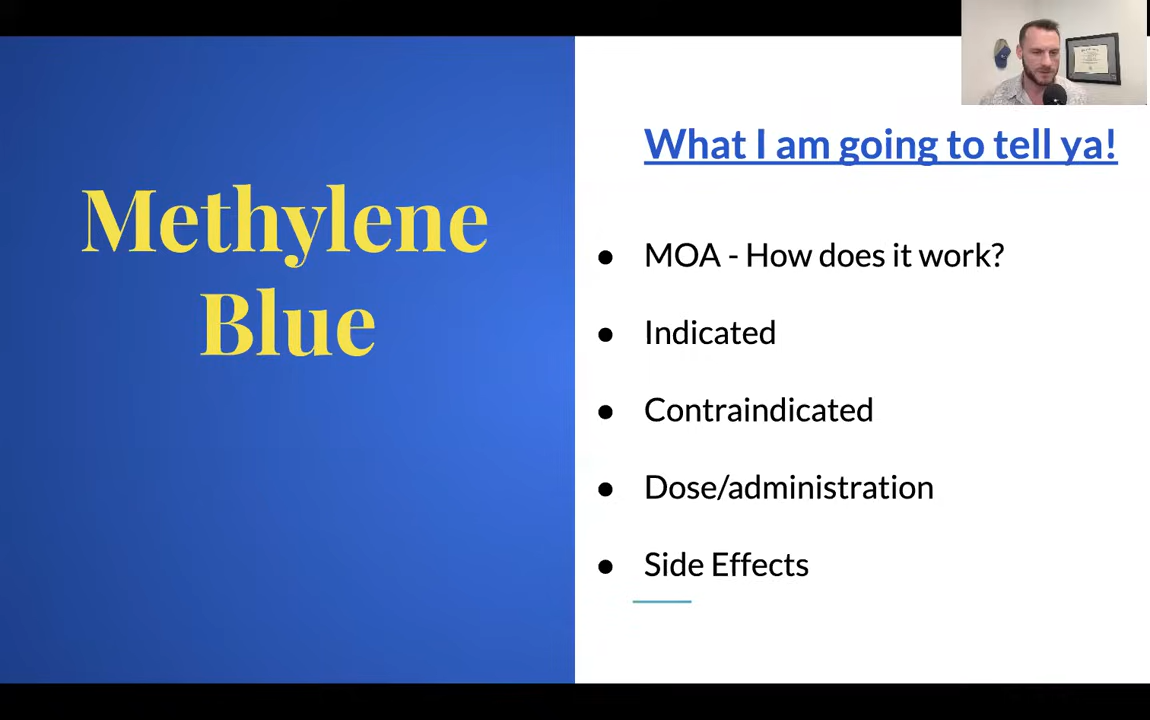 Methylene
Blue
What I am going to tell ya!
● MOA - How does it work?
● Indicated
● Contraindicated
● Dose/administration
● Side Effects